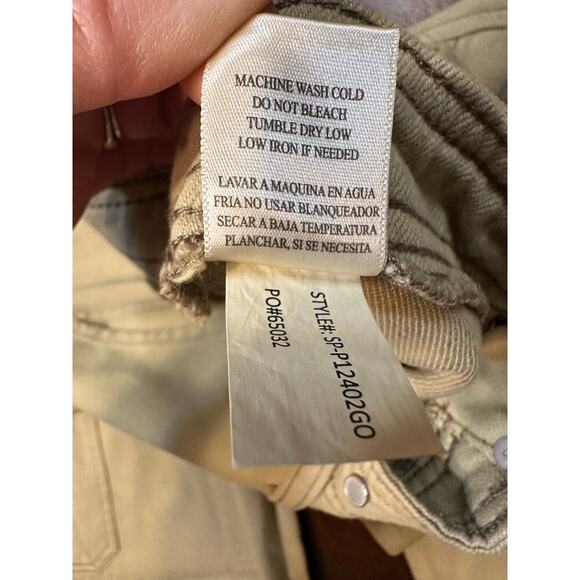 MACHINE WASH COLD
DO NOT BLEACH
TUMBLE DRY LOW
LOW IRON IF NEEDED
LAVAR A MAQUINA EN AGUA
FRIA NO USAR BLANQUEADOR
SECAR A BAJA TEMPERATURA
PLANCHAR, SI SE NECESITA
STYLE#: SP-P12402GO
PO#65032